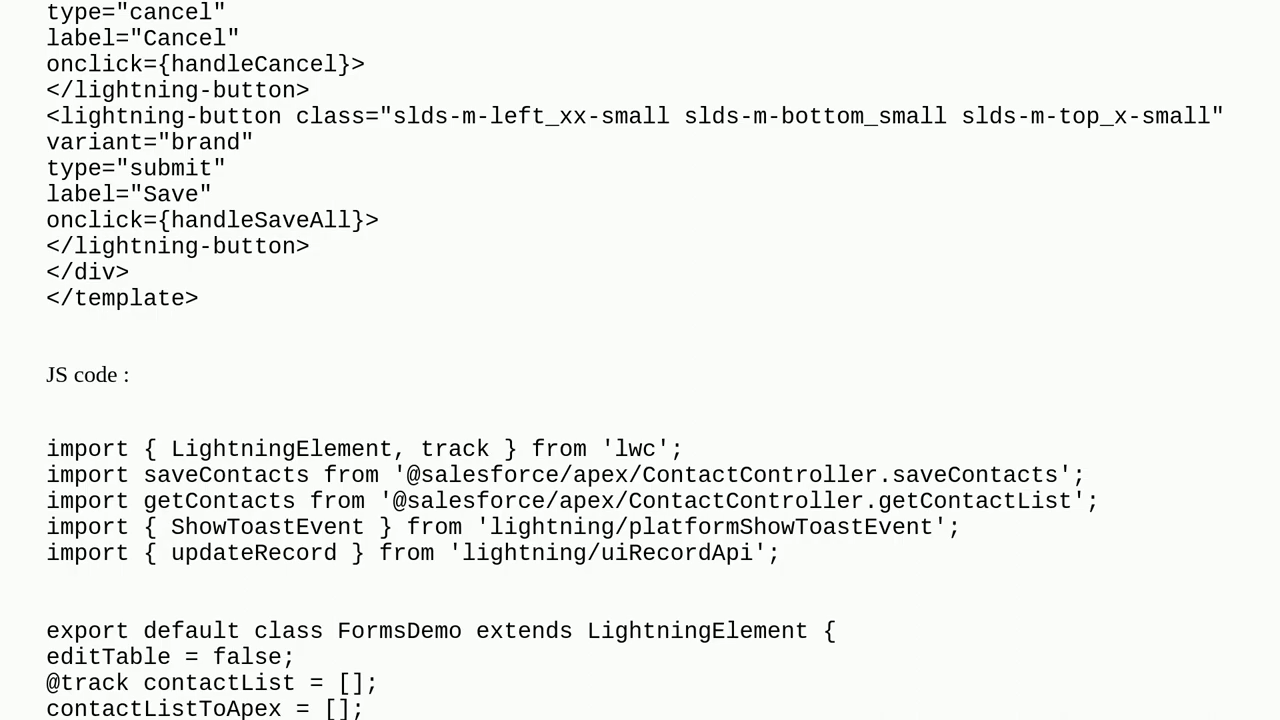 type="cancel"
label="Cancel"
onclick={handleCancel}>
</lightning-button>
<lightning-button class="slds-m-left_xx-small slds-m-bottom_small slds-m-top_x-small"
variant="brand"
type="submit"
label="Save"
onclick={handleSaveAll}>
</lightning-button>
</div>
</template>
JS code :
import { LightningElement, track } from 'lwc';
import saveContacts from '@salesforce/apex/ContactController.saveContacts';
import getContacts from '@salesforce/apex/ContactController.getContactList';
import { ShowToastEvent } from 'lightning/platformShowToastEvent';
import { updateRecord } from 'lightning/uiRecordApi';
export default class FormsDemo extends LightningElement {
editTable = false;
@track contactList = [];
contactListToApex = [];